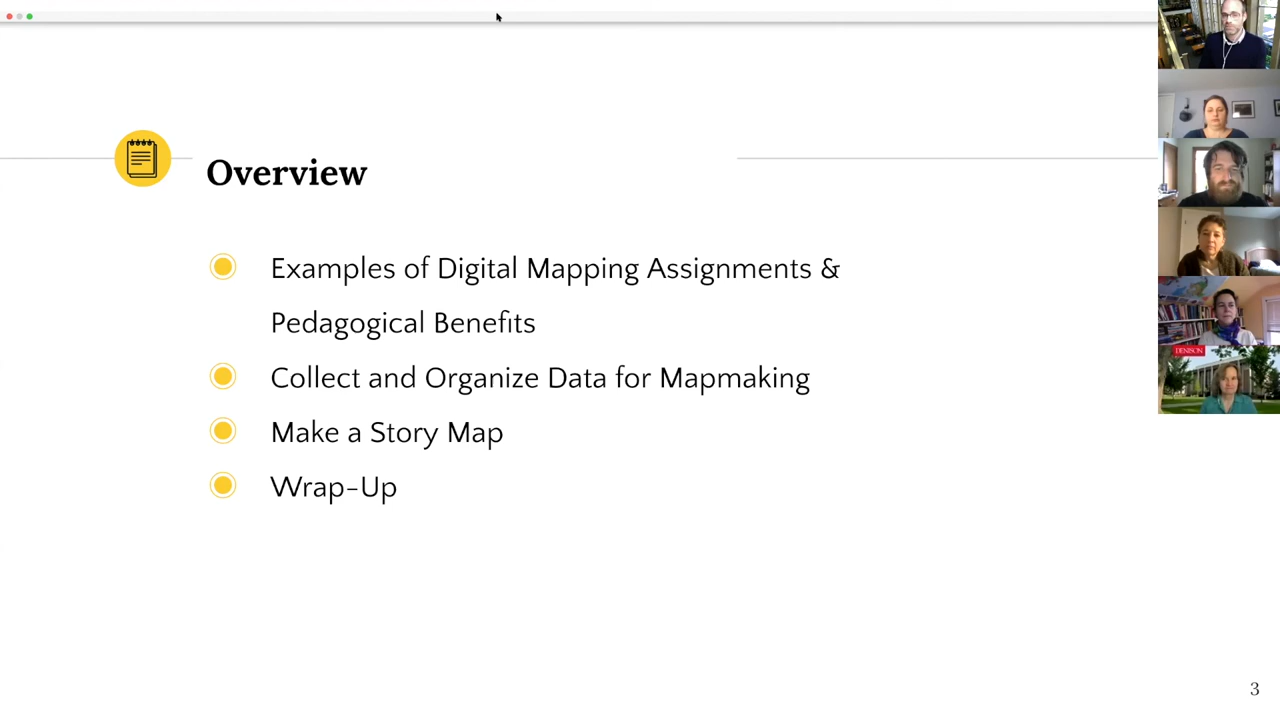 Overview
Examples of Digital Mapping Assignments &
Pedagogical Benefits
Collect and Organize Data for Mapmaking
Make a Story Map
Wrap-Up
DENISON
3